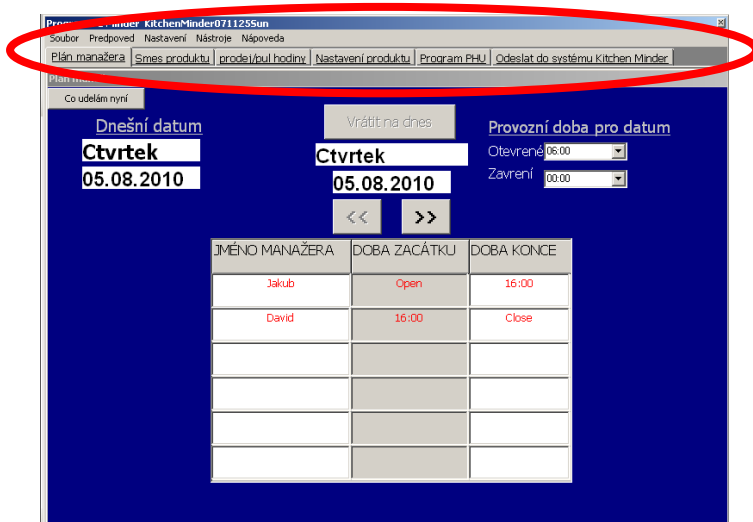 KitchenMinder071125Sun
Soubor Predpoved Nastavení Nástroje Nápoveda
Plán manažera Smes produktu prodej/pul hodiny Nastavení produktu Program PHU Odeslat do systému Kitchen Minder
Co udelám nyní
Dnešní datum
Ctvrtek
05.08.2010
Vrátit na dnes
Ctvrtek
05.08.2010
<< >>
Provozní doba pro datum
Otevrené 06:00
Zavrení 00:00
JMÉNO MANAŽERA DOBA ZACÁTKU DOBA KONCE
Jakub Open 16:00
David 16:00 Close